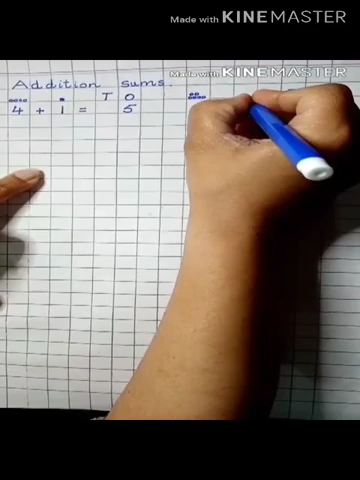 Made with KINEMASTER
Made with KINEMASTER
Addition sums.
T O
4 + 1 = 5